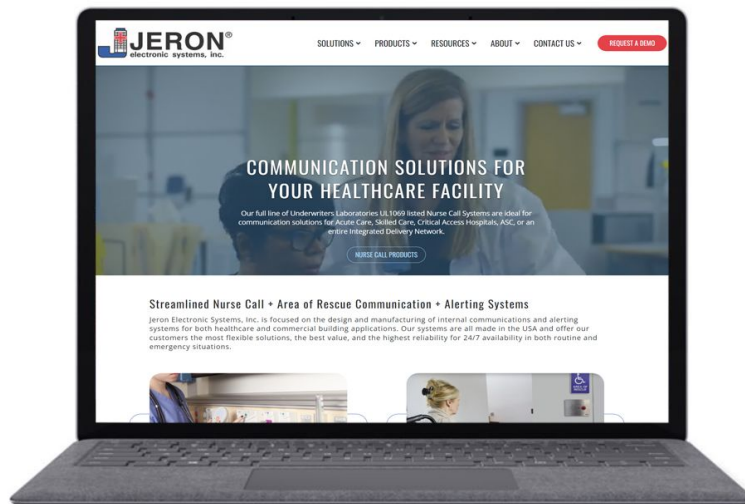 JERON®
electronic systems, inc.
SOLUTIONS PRODUCTS RESOURCES ABOUT CONTACT US REQUEST A DEMO
COMMUNICATION SOLUTIONS FOR
YOUR HEALTHCARE FACILITY
Our full line of Underwriters Laboratories UL1069 listed Nurse Call Systems are ideal for
communication solutions for Acute Care, Skilled Care, Critical Access Hospitals, ASC, or an
entire Integrated Delivery Network.
NURSE CALL PRODUCTS
Streamlined Nurse Call + Area of Rescue Communication + Alerting Systems
Jeron Electronic Systems, Inc. is focused on the design and manufacturing of internal communications and alerting
systems for both healthcare and commercial building applications. Our systems are all made in the USA and offer our
customers the most flexible solutions, the best value, and the highest reliability for 24/7 availability in both routine and
emergency situations.
AREA OF
RESCUE